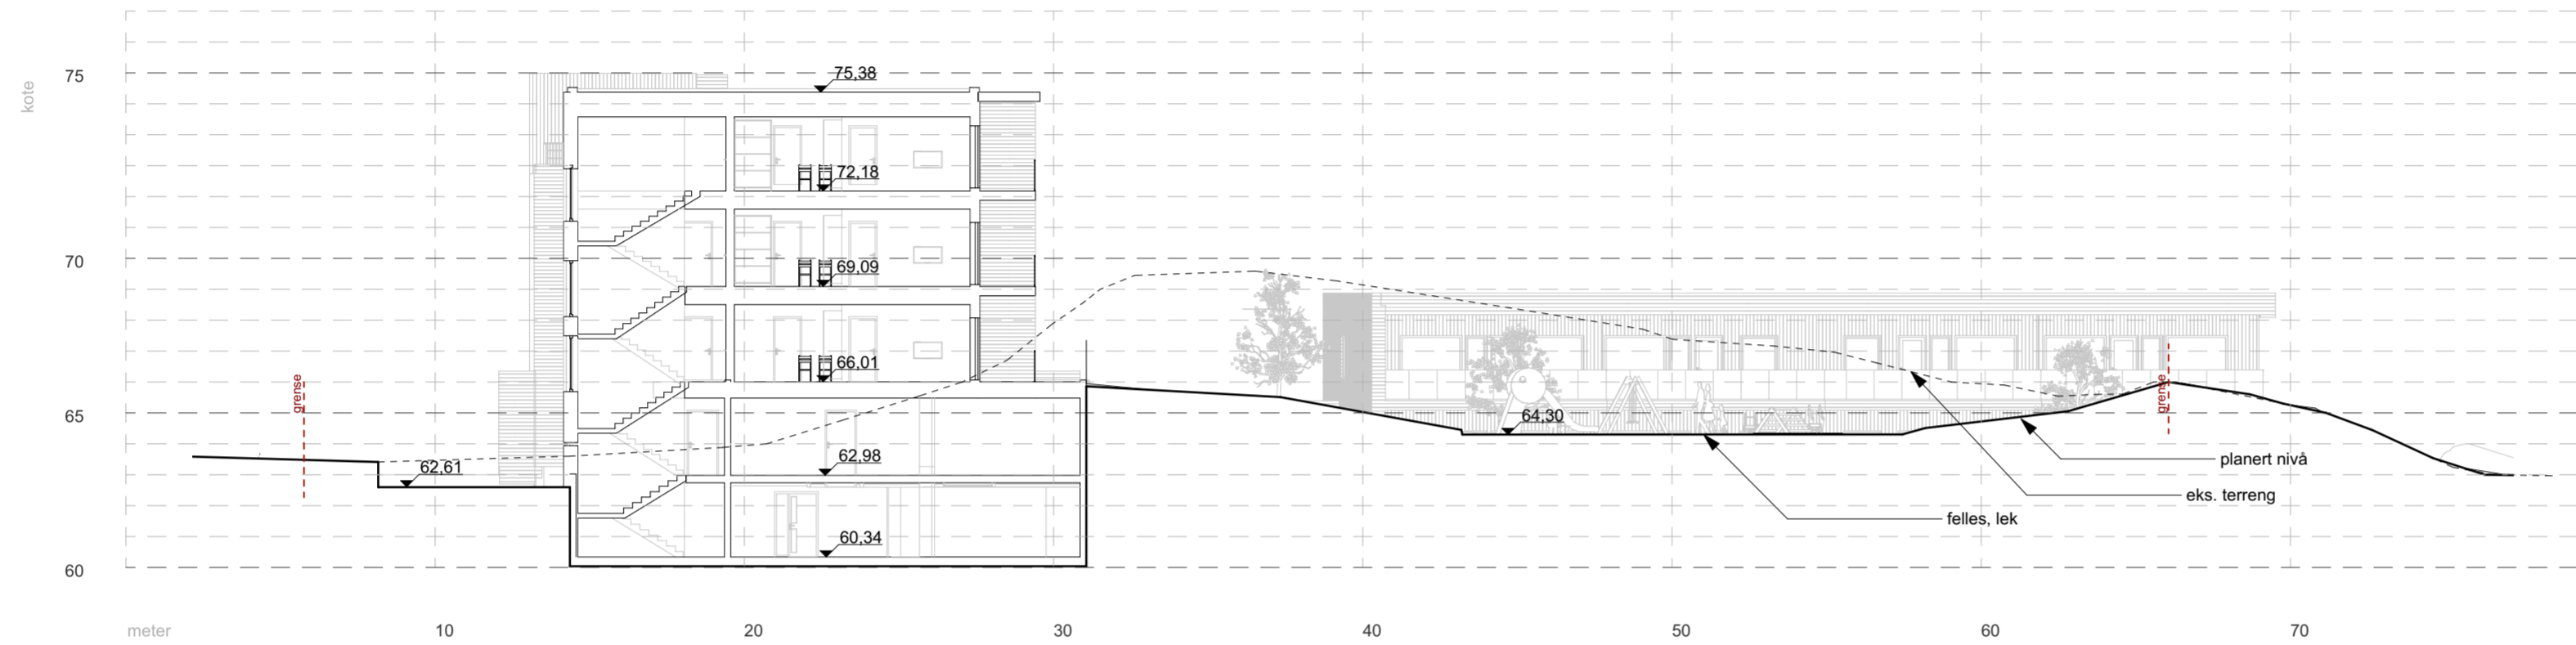 kote
75
70
65
60
75,38
72,18
69,09
66,01
62,98
60,34
62,61
grense
64,30
grense
planert nivå
eks. terreng
felles, lek
meter
10
20
30
40
50
60
70